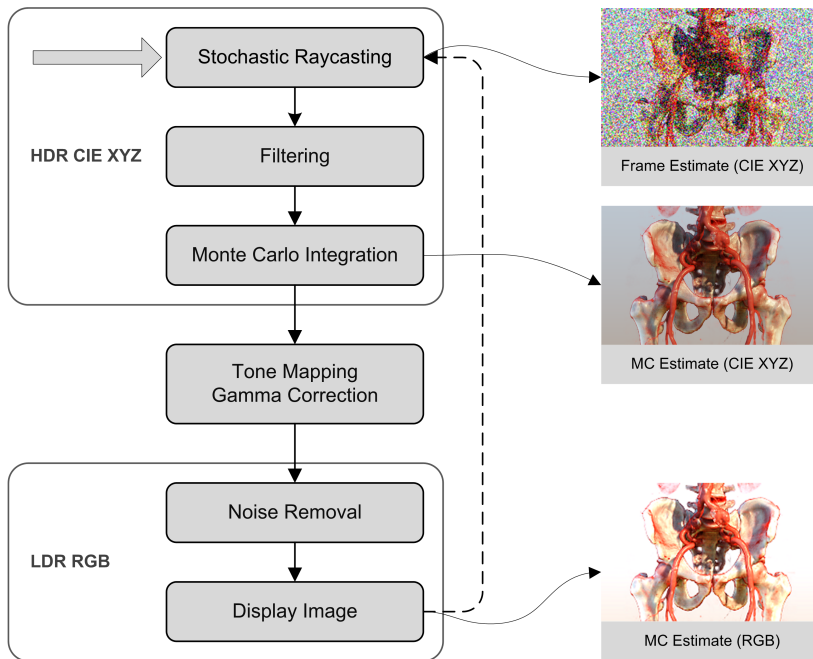 Stochastic Raycasting
HDR CIE XYZ
Filtering
Monte Carlo Integration
Tone Mapping
Gamma Correction
LDR RGB
Noise Removal
Display Image
Frame Estimate (CIE XYZ)
MC Estimate (CIE XYZ)
MC Estimate (RGB)